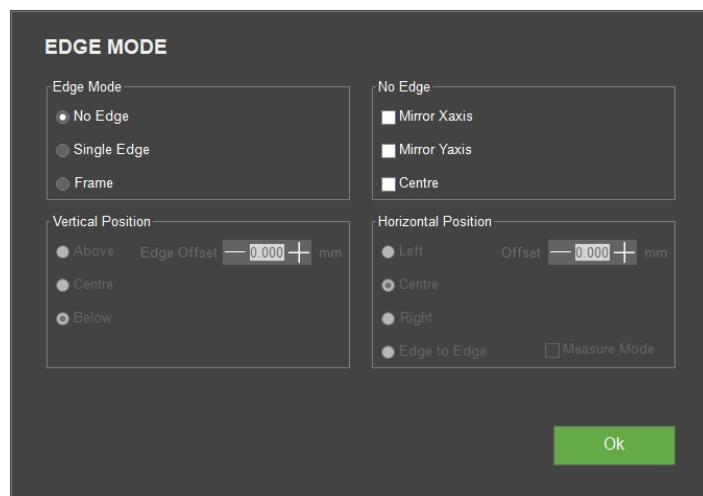 EDGE MODE
Edge Mode
No Edge
Single Edge
Frame
No Edge
Mirror Xaxis
Mirror Yaxis
Centre
Vertical Position
Above Edge Offset 0.000 mm
Centre
Below
Horizontal Position
Left Offset 0.000 mm
Centre
Right
Edge to Edge Measure Mode
Ok